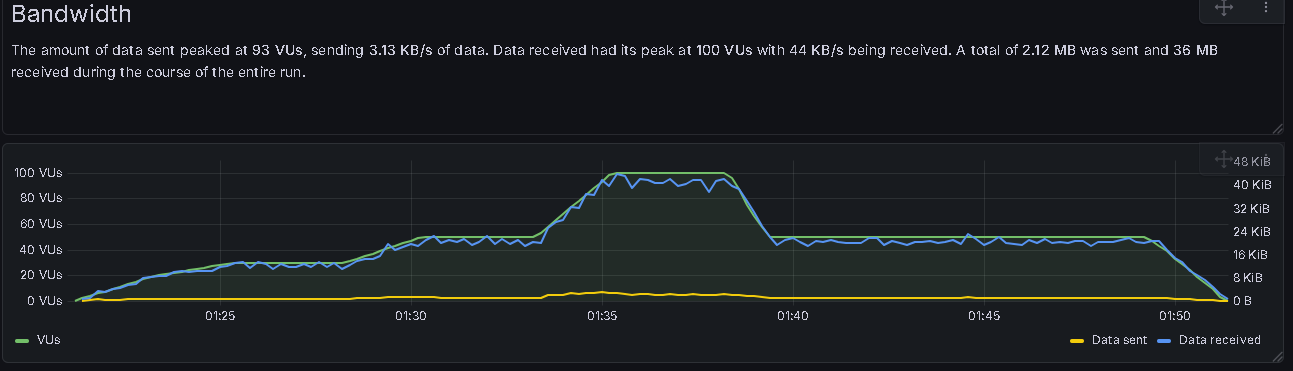 Bandwidth
The amount of data sent peaked at 93 VUs, sending 3.13 KB/s of data. Data received had its peak at 100 VUs with 44 KB/s being received. A total of 2.12 MB was sent and 36 MB
received during the course of the entire run.
100 VUs
80 VUs
60 VUs
40 VUs
20 VUs
0 VUs
48 KiB
40 KiB
32 KiB
24 KiB
16 KiB
8 KiB
0 B
01:25
01:30
01:35
01:40
01:45
01:50
VUs
Data sent
Data received